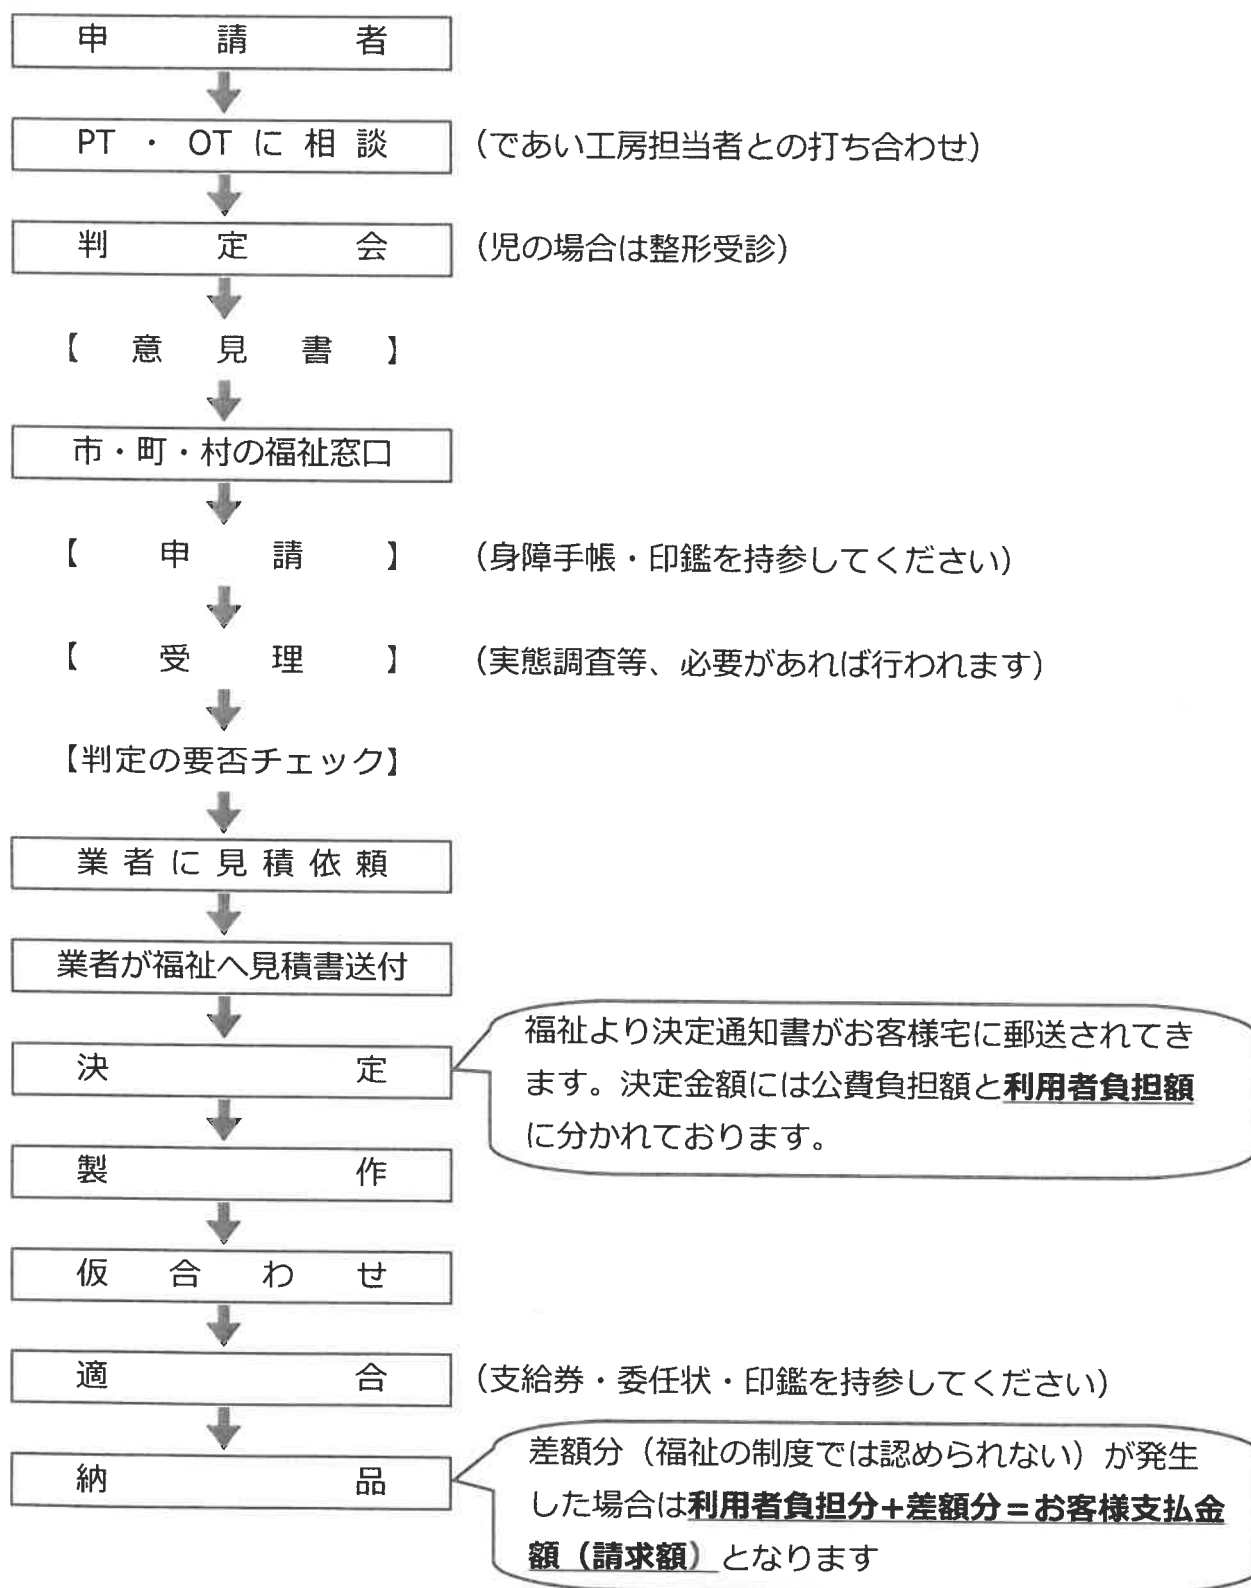 申請者
PT・OTに相談 (であい工房担当者との打ち合わせ)
判定会 (児の場合は整形受診)
【意見書】
市・町・村の福祉窓口
【申請】 (身障手帳・印鑑を持参してください)
【受理】 (実態調査等、必要があれば行われます)
【判定の要否チェック】
業者に見積依頼
業者が福祉へ見積書送付
決定
福祉より決定通知書がお客様宅に郵送されてき
ます。決定金額には公費負担額と利用者負担額
に分かれております。
製作
仮合わせ
適合 (支給券・委任状・印鑑を持参してください)
納品
差額分（福祉の制度では認められない）が発生
した場合は利用者負担分+差額分=お客様支払金
額（請求額）となります